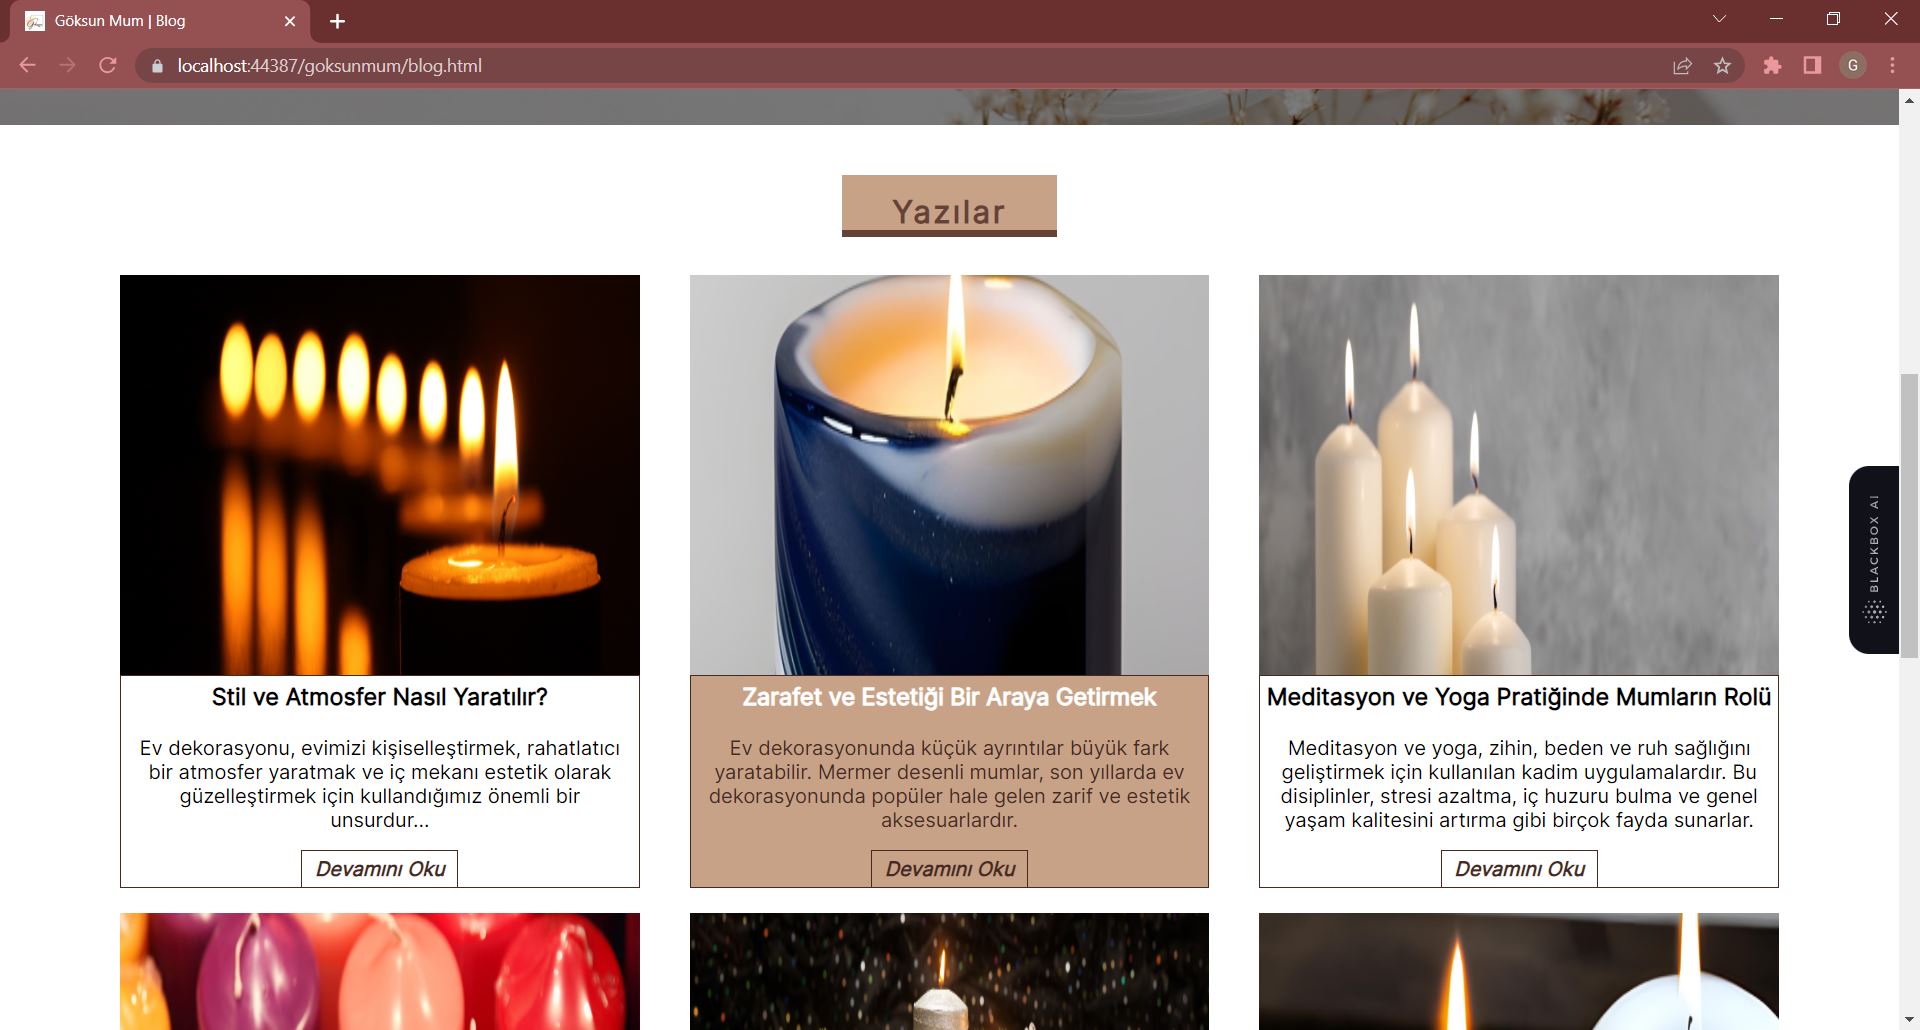 Göksun Mum | Blog
localhost:44387/goksunmum/blog.html
G
Yazılar
Stil ve Atmosfer Nasıl Yaratılır?
Ev dekorasyonu, evimizi kişiselleştirmek, rahatlatıcı
bir atmosfer yaratmak ve iç mekanı estetik olarak
güzelleştirmek için kullandığımız önemli bir
unsurdur...
Devamını Oku
Zarafet ve Estetiği Bir Araya Getirmek
Ev dekorasyonunda küçük ayrıntılar büyük fark
yaratabilir. Mermer desenli mumlar, son yıllarda ev
dekorasyonunda popüler hale gelen zarif ve estetik
aksesuarlardır.
Devamını Oku
Meditasyon ve Yoga Pratiğinde Mumların Rolü
Meditasyon ve yoga, zihin, beden ve ruh sağlığını
geliştirmek için kullanılan kadim uygulamalardır. Bu
disiplinler, stresi azaltma, iç huzuru bulma ve genel
yaşam kalitesini artırma gibi birçok fayda sunarlar.
Devamını Oku
BLACKBOX AI